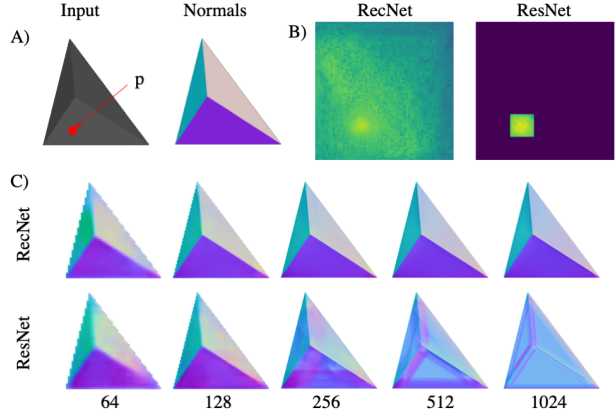 Input
Normals
RecNet
ResNet
A)
B)
p
C)
RecNet
ResNet
64
128
256
512
1024